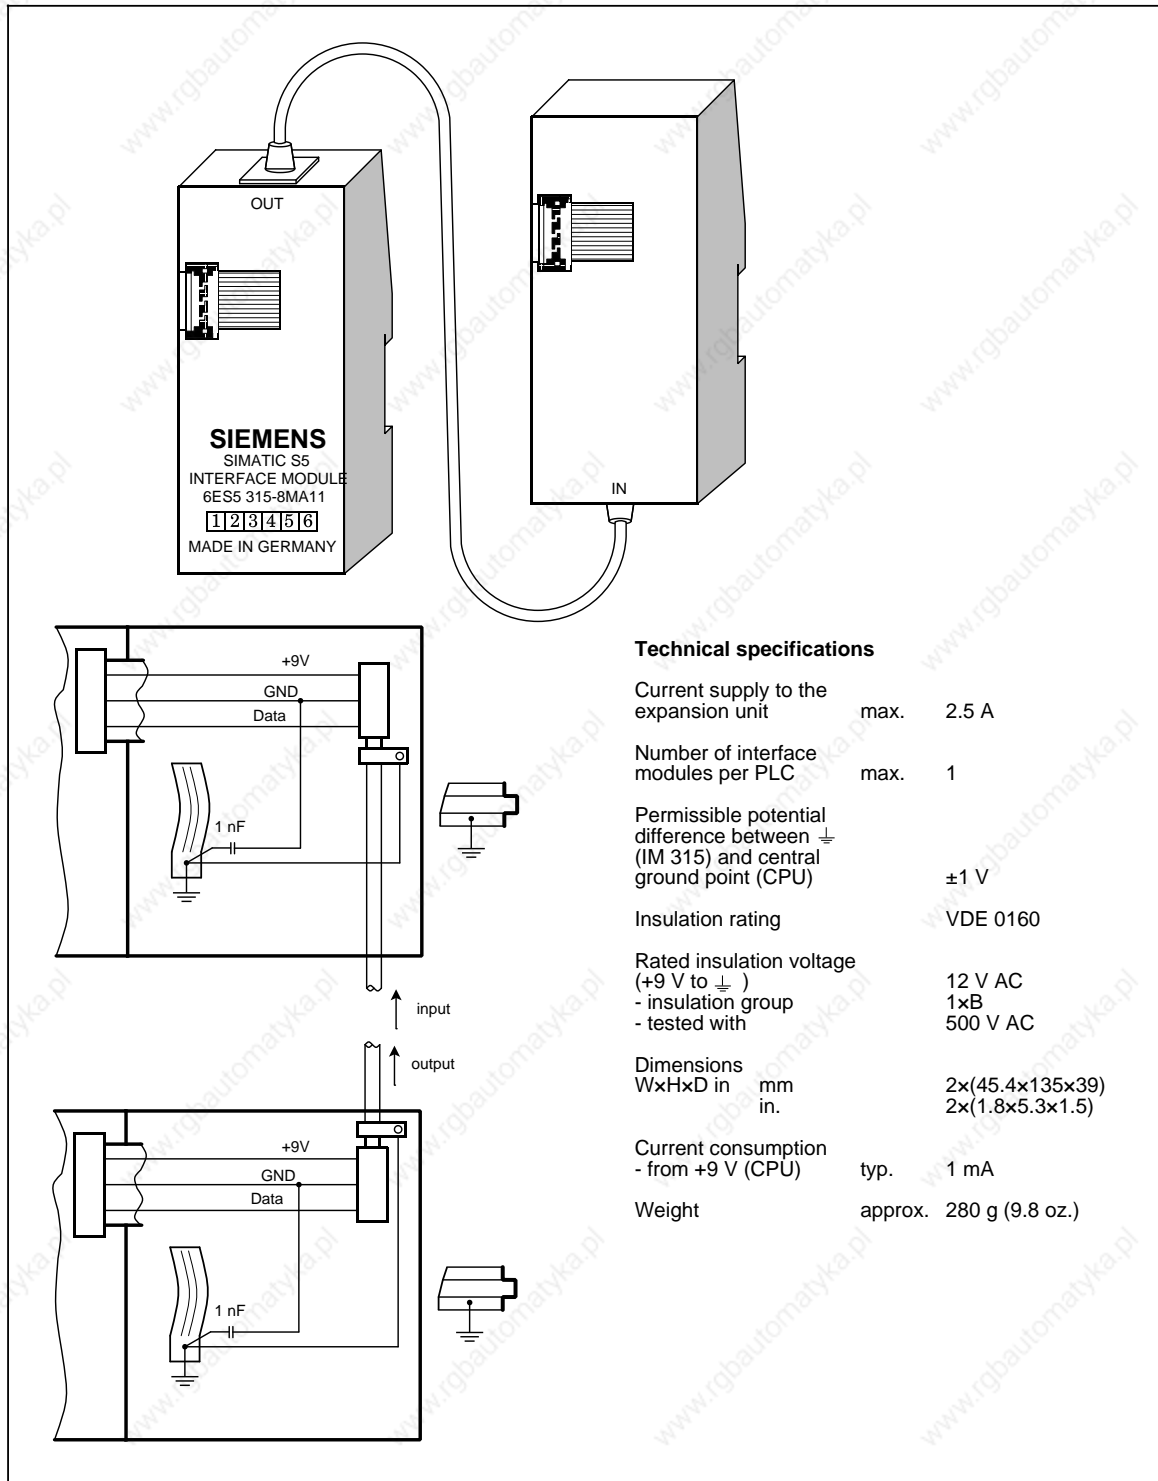 OUT
SIEMENS
SIMATIC S5
INTERFACE MODULE
6ES5 315-8MA11
1 2 3 4 5 6
MADE IN GERMANY
IN
+9V
GND
Data
1 nF
input
output
+9V
GND
Data
1 nF
Technical specifications
Current supply to the
expansion unit max. 2.5 A
Number of interface
modules per PLC max. 1
Permissible potential
difference between ⏚
(IM 315) and central
ground point (CPU) ±1 V
Insulation rating VDE 0160
Rated insulation voltage
(+9 V to ⏚ ) 12 V AC
- insulation group 1×B
- tested with 500 V AC
Dimensions
W×H×D in mm 2×(45.4×135×39)
in. 2×(1.8×5.3×1.5)
Current consumption
- from +9 V (CPU) typ. 1 mA
Weight approx. 280 g (9.8 oz.)
www.rgbautomatyka.pl